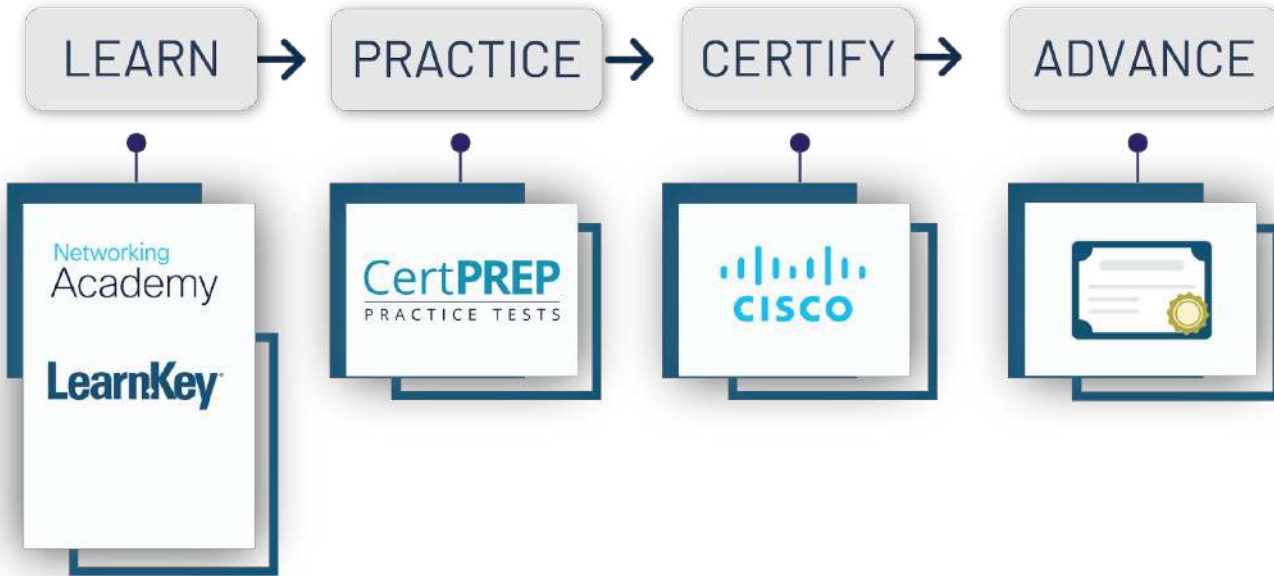 LEARN
PRACTICE
CERTIFY
ADVANCE
Networking
Academy
LearnKey
CertPREP
PRACTICE TESTS
CISCO